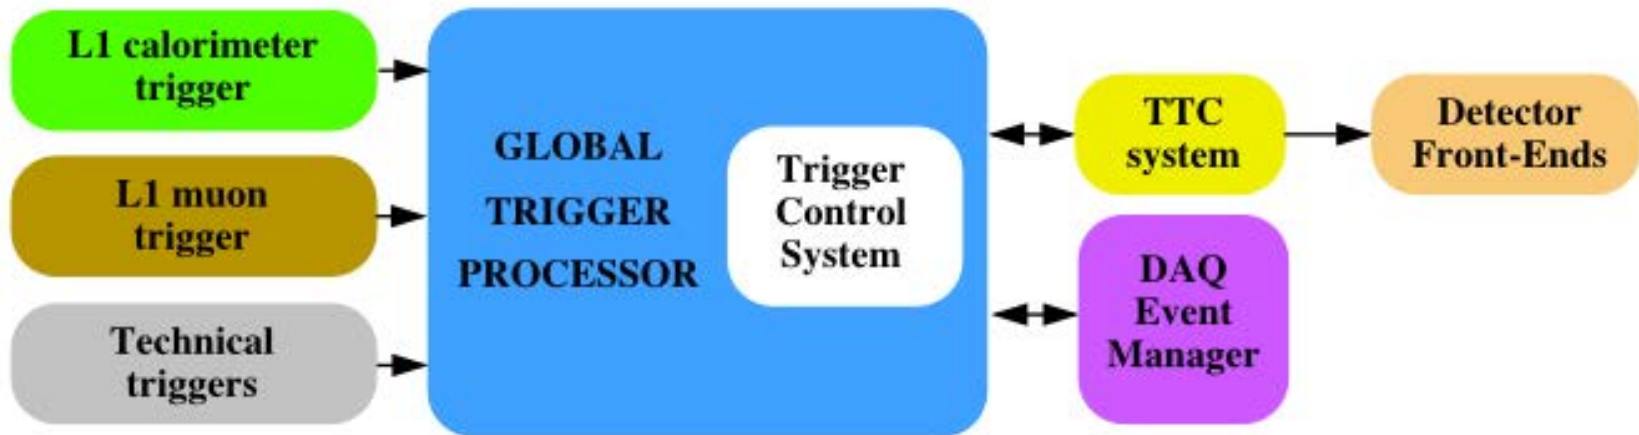 L1 calorimeter
trigger
L1 muon
trigger
Technical
triggers
GLOBAL
TRIGGER
PROCESSOR
Trigger
Control
System
TTC
system
Detector
Front-Ends
DAQ
Event
Manager